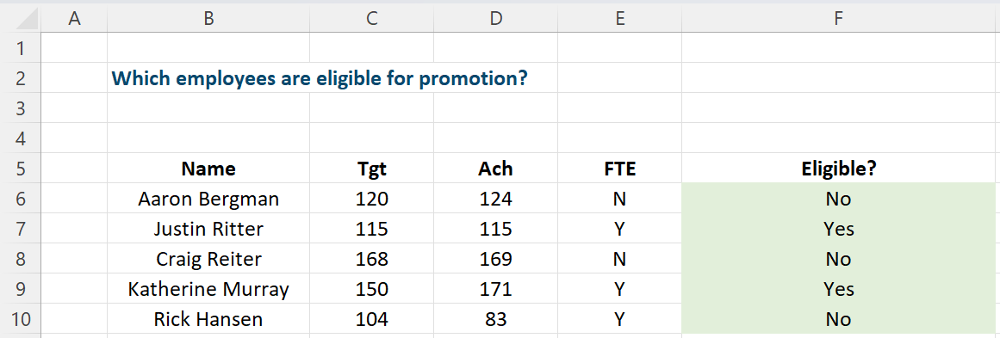 A B C D E F
1
2 Which employees are eligible for promotion?
3
4
5 Name Tgt Ach FTE Eligible?
6 Aaron Bergman 120 124 N No
7 Justin Ritter 115 115 Y Yes
8 Craig Reiter 168 169 N No
9 Katherine Murray 150 171 Y Yes
10 Rick Hansen 104 83 Y No